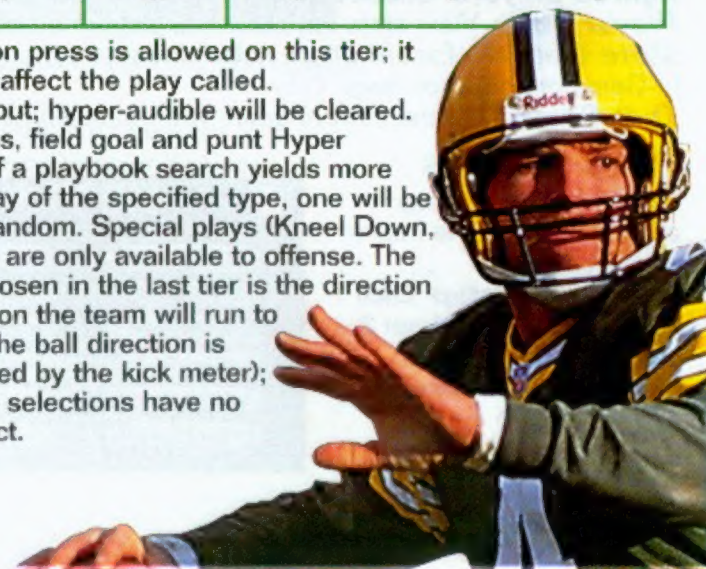 on press is allowed on this tier; it
affect the play called.
out; hyper-audible will be cleared.
s, field goal and punt Hyper
f a playbook search yields more
ay of the specified type, one will be
andom. Special plays (Kneel Down,
are only available to offense. The
osen in the last tier is the direction
on the team will run to
he ball direction is
ed by the kick meter);
selections have no
ct.
Riddell
4